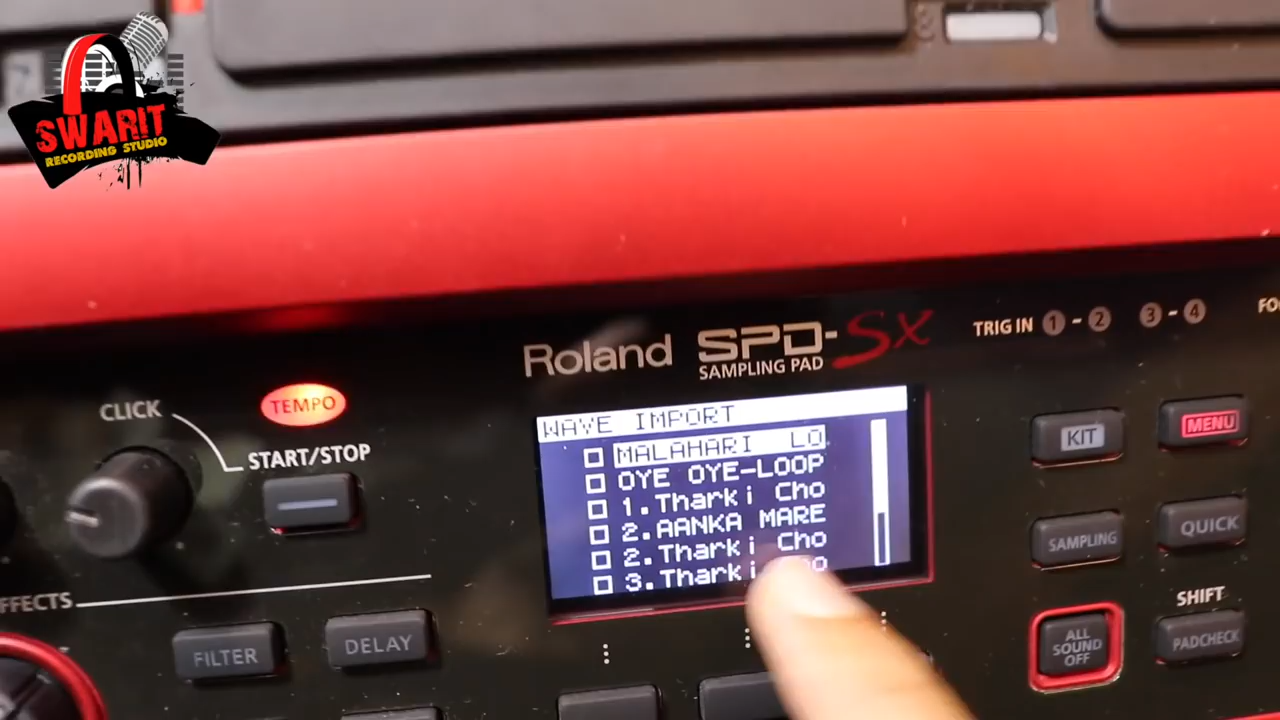 SWARIT
RECORDING STUDIO
Roland SPD-SX
SAMPLING PAD
TRIG IN 1 - 2 3 - 4
CLICK
TEMPO
START/STOP
WAVE IMPORT
MALAHARI LO
OYE OYE-LOOP
1.Tharki Cho
2.AANKA MARE
2.Tharki Cho
3.Tharki
KIT
MENU
SAMPLING
QUICK
SHIFT
ALL
SOUND
OFF
PADCHECK
FILTER
DELAY